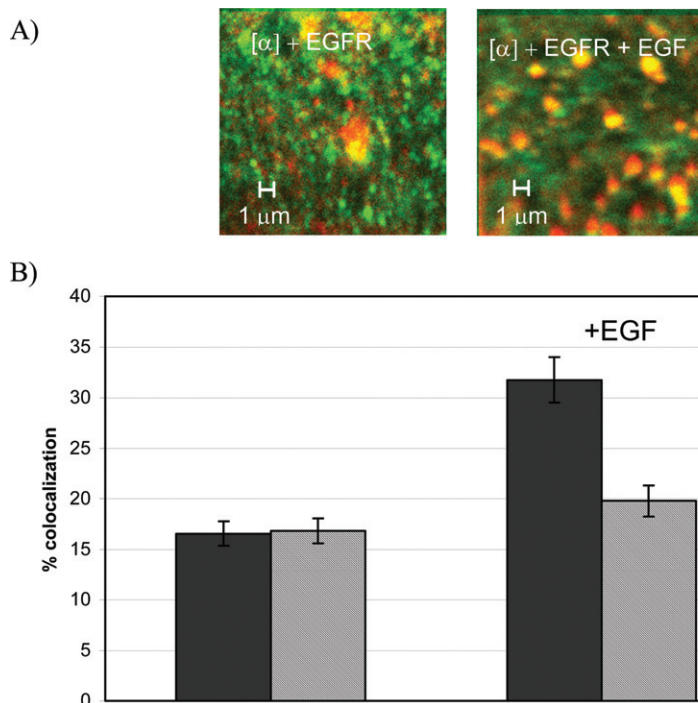 A)
[α] + EGFR
[α] + EGFR + EGF
1 μm
1 μm
B)
+EGF
% colocalization
40
35
30
25
20
15
10
5
0